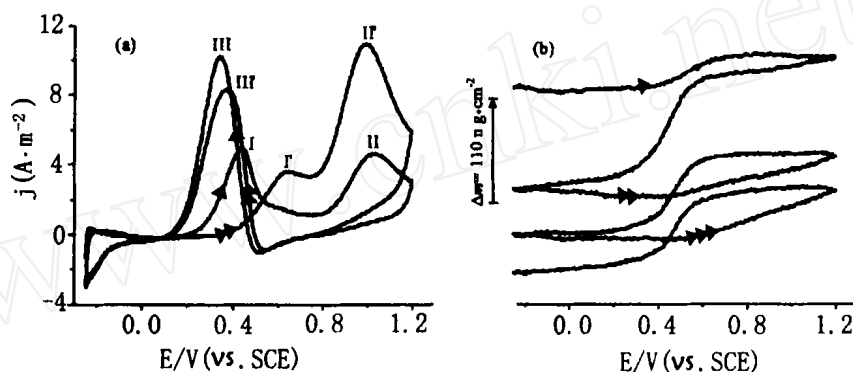 12
8
4
0
-4
j(A·m⁻²)
(a)
III
III'
I
I'
II'
II
0.0 0.4 0.8 1.2
E/V(vs. SCE)
(b)
Δm=110 n g·cm⁻²
0.0 0.4 0.8 1.2
E/V(vs. SCE)
www.cnki.net